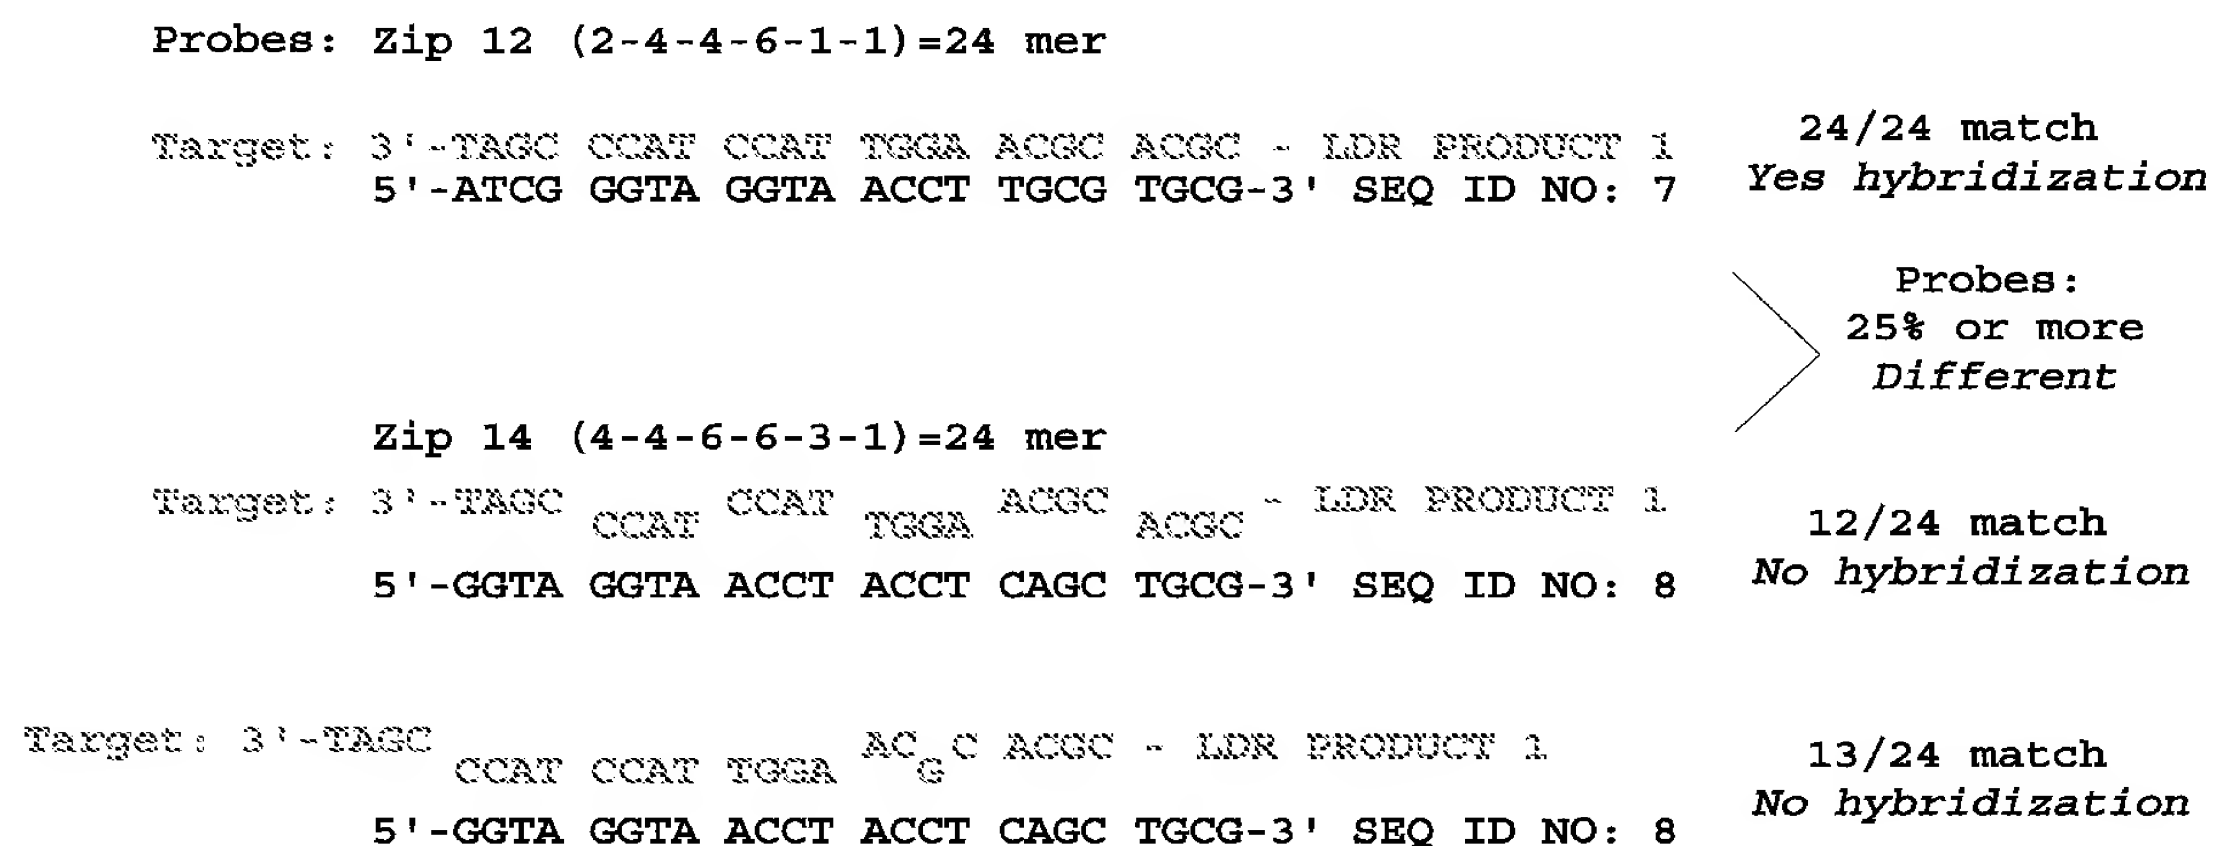 Probes: Zip 12 (2-4-4-6-1-1)=24 mer
Target: 3'-TAGC CCAT CCAT TGGA ACGC ACGC - LDR PRODUCT 1
5'-ATCG GGTA GGTA ACCT TGCG TGCG-3' SEQ ID NO: 7
24/24 match
Yes hybridization
Probes:
25% or more
Different
Zip 14 (4-4-6-6-3-1)=24 mer
Target: 3'-TAGC CCAT CCAT TGGA ACGC ACGC - LDR PRODUCT 1
5'-GGTA GGTA ACCT ACCT CAGC TGCG-3' SEQ ID NO: 8
12/24 match
No hybridization
Target: 3'-TAGC CCAT CCAT TGGA ACGC ACGC - LDR PRODUCT 1
5'-GGTA GGTA ACCT ACCT CAGC TGCG-3' SEQ ID NO: 8
13/24 match
No hybridization